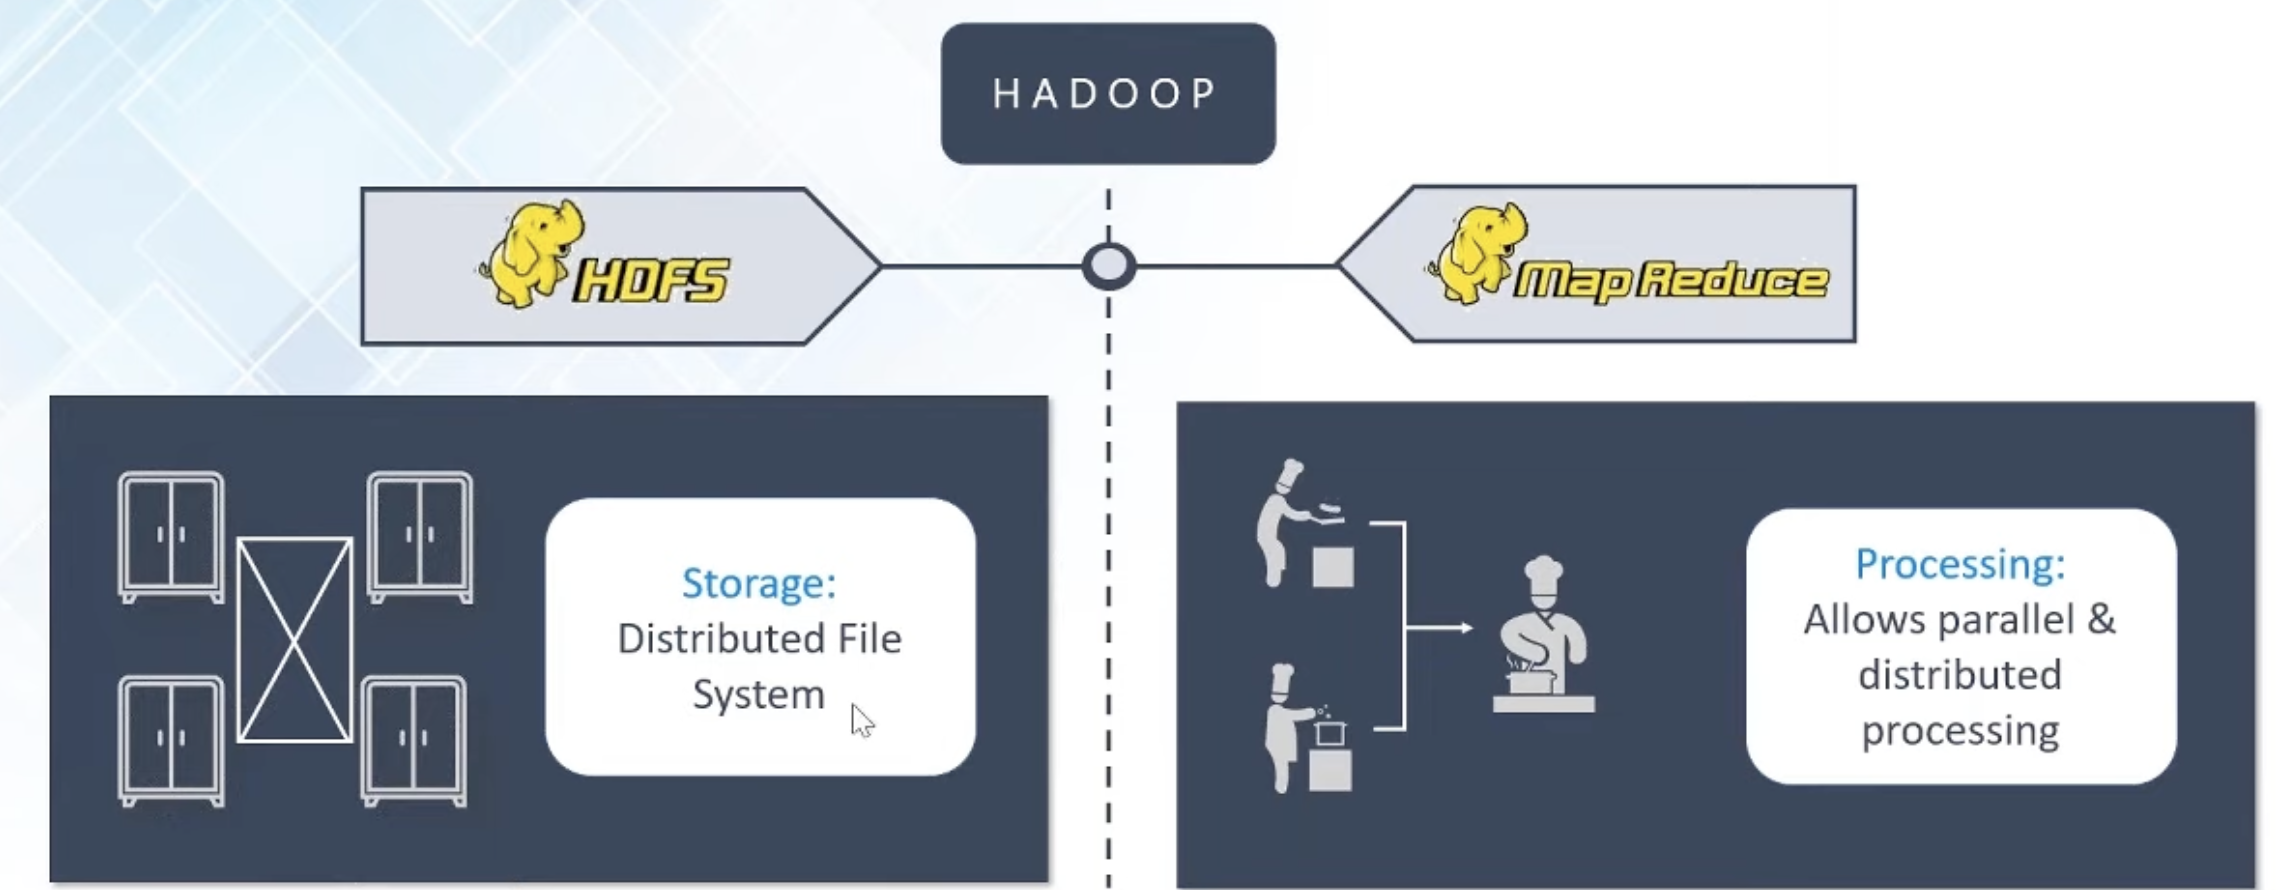 HADOOP
HDFS
Map Reduce
Storage:
Distributed File
System
Processing:
Allows parallel &
distributed
processing